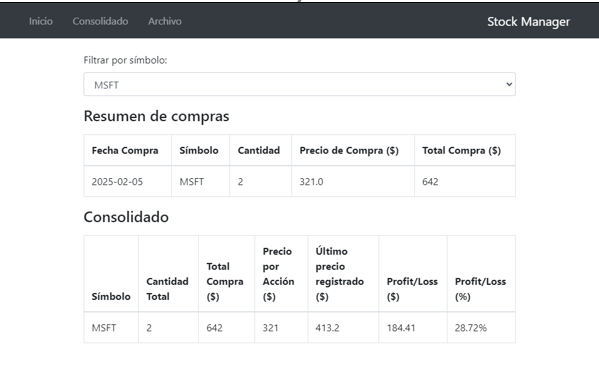 Inicio Consolidado Archivo Stock Manager
Filtrar por símbolo:
MSFT
Resumen de compras
Fecha Compra Símbolo Cantidad Precio de Compra ($) Total Compra ($)
2025-02-05 MSFT 2 321.0 642
Consolidado
Símbolo Cantidad Total Total Compra ($) Precio por Acción ($) Último precio registrado ($) Profit/Loss ($) Profit/Loss (%)
MSFT 2 642 321 413.2 184.41 28.72%